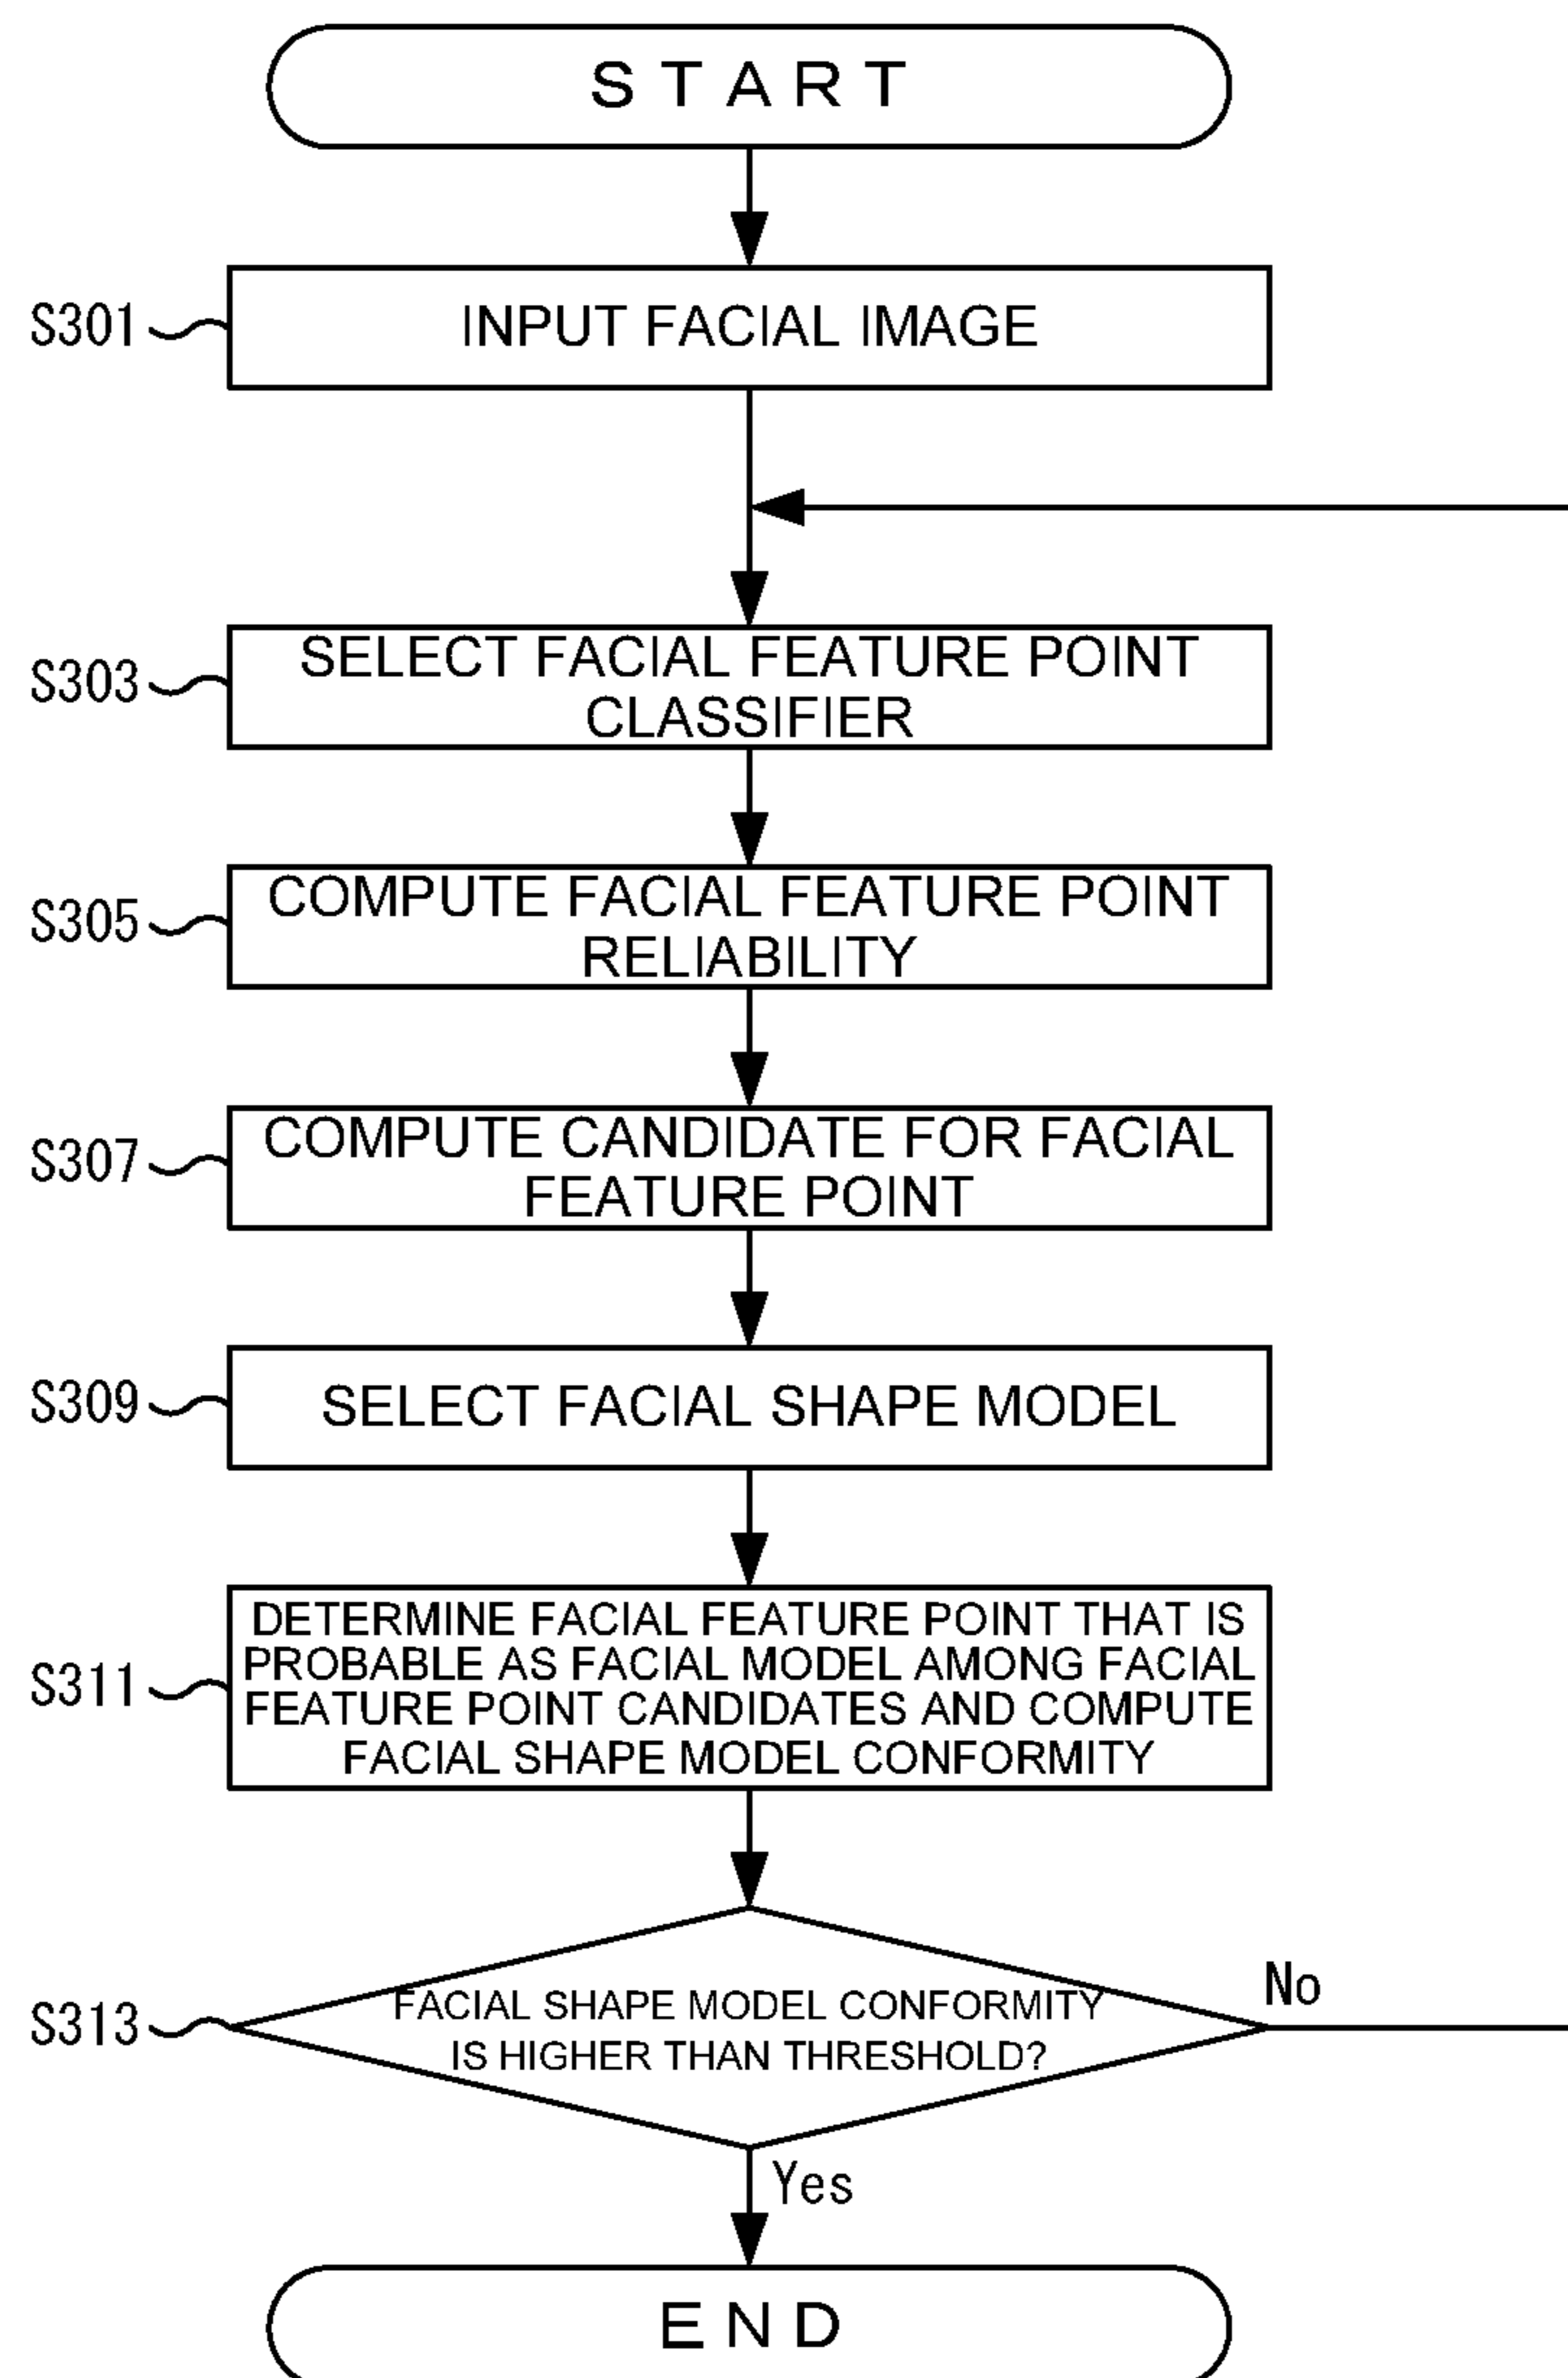 START
S301
INPUT FACIAL IMAGE
S303
SELECT FACIAL FEATURE POINT
CLASSIFIER
S305
COMPUTE FACIAL FEATURE POINT
RELIABILITY
S307
COMPUTE CANDIDATE FOR FACIAL
FEATURE POINT
S309
SELECT FACIAL SHAPE MODEL
S311
DETERMINE FACIAL FEATURE POINT THAT IS
PROBABLE AS FACIAL MODEL AMONG FACIAL
FEATURE POINT CANDIDATES AND COMPUTE
FACIAL SHAPE MODEL CONFORMITY
S313
FACIAL SHAPE MODEL CONFORMITY
IS HIGHER THAN THRESHOLD?
No
Yes
END